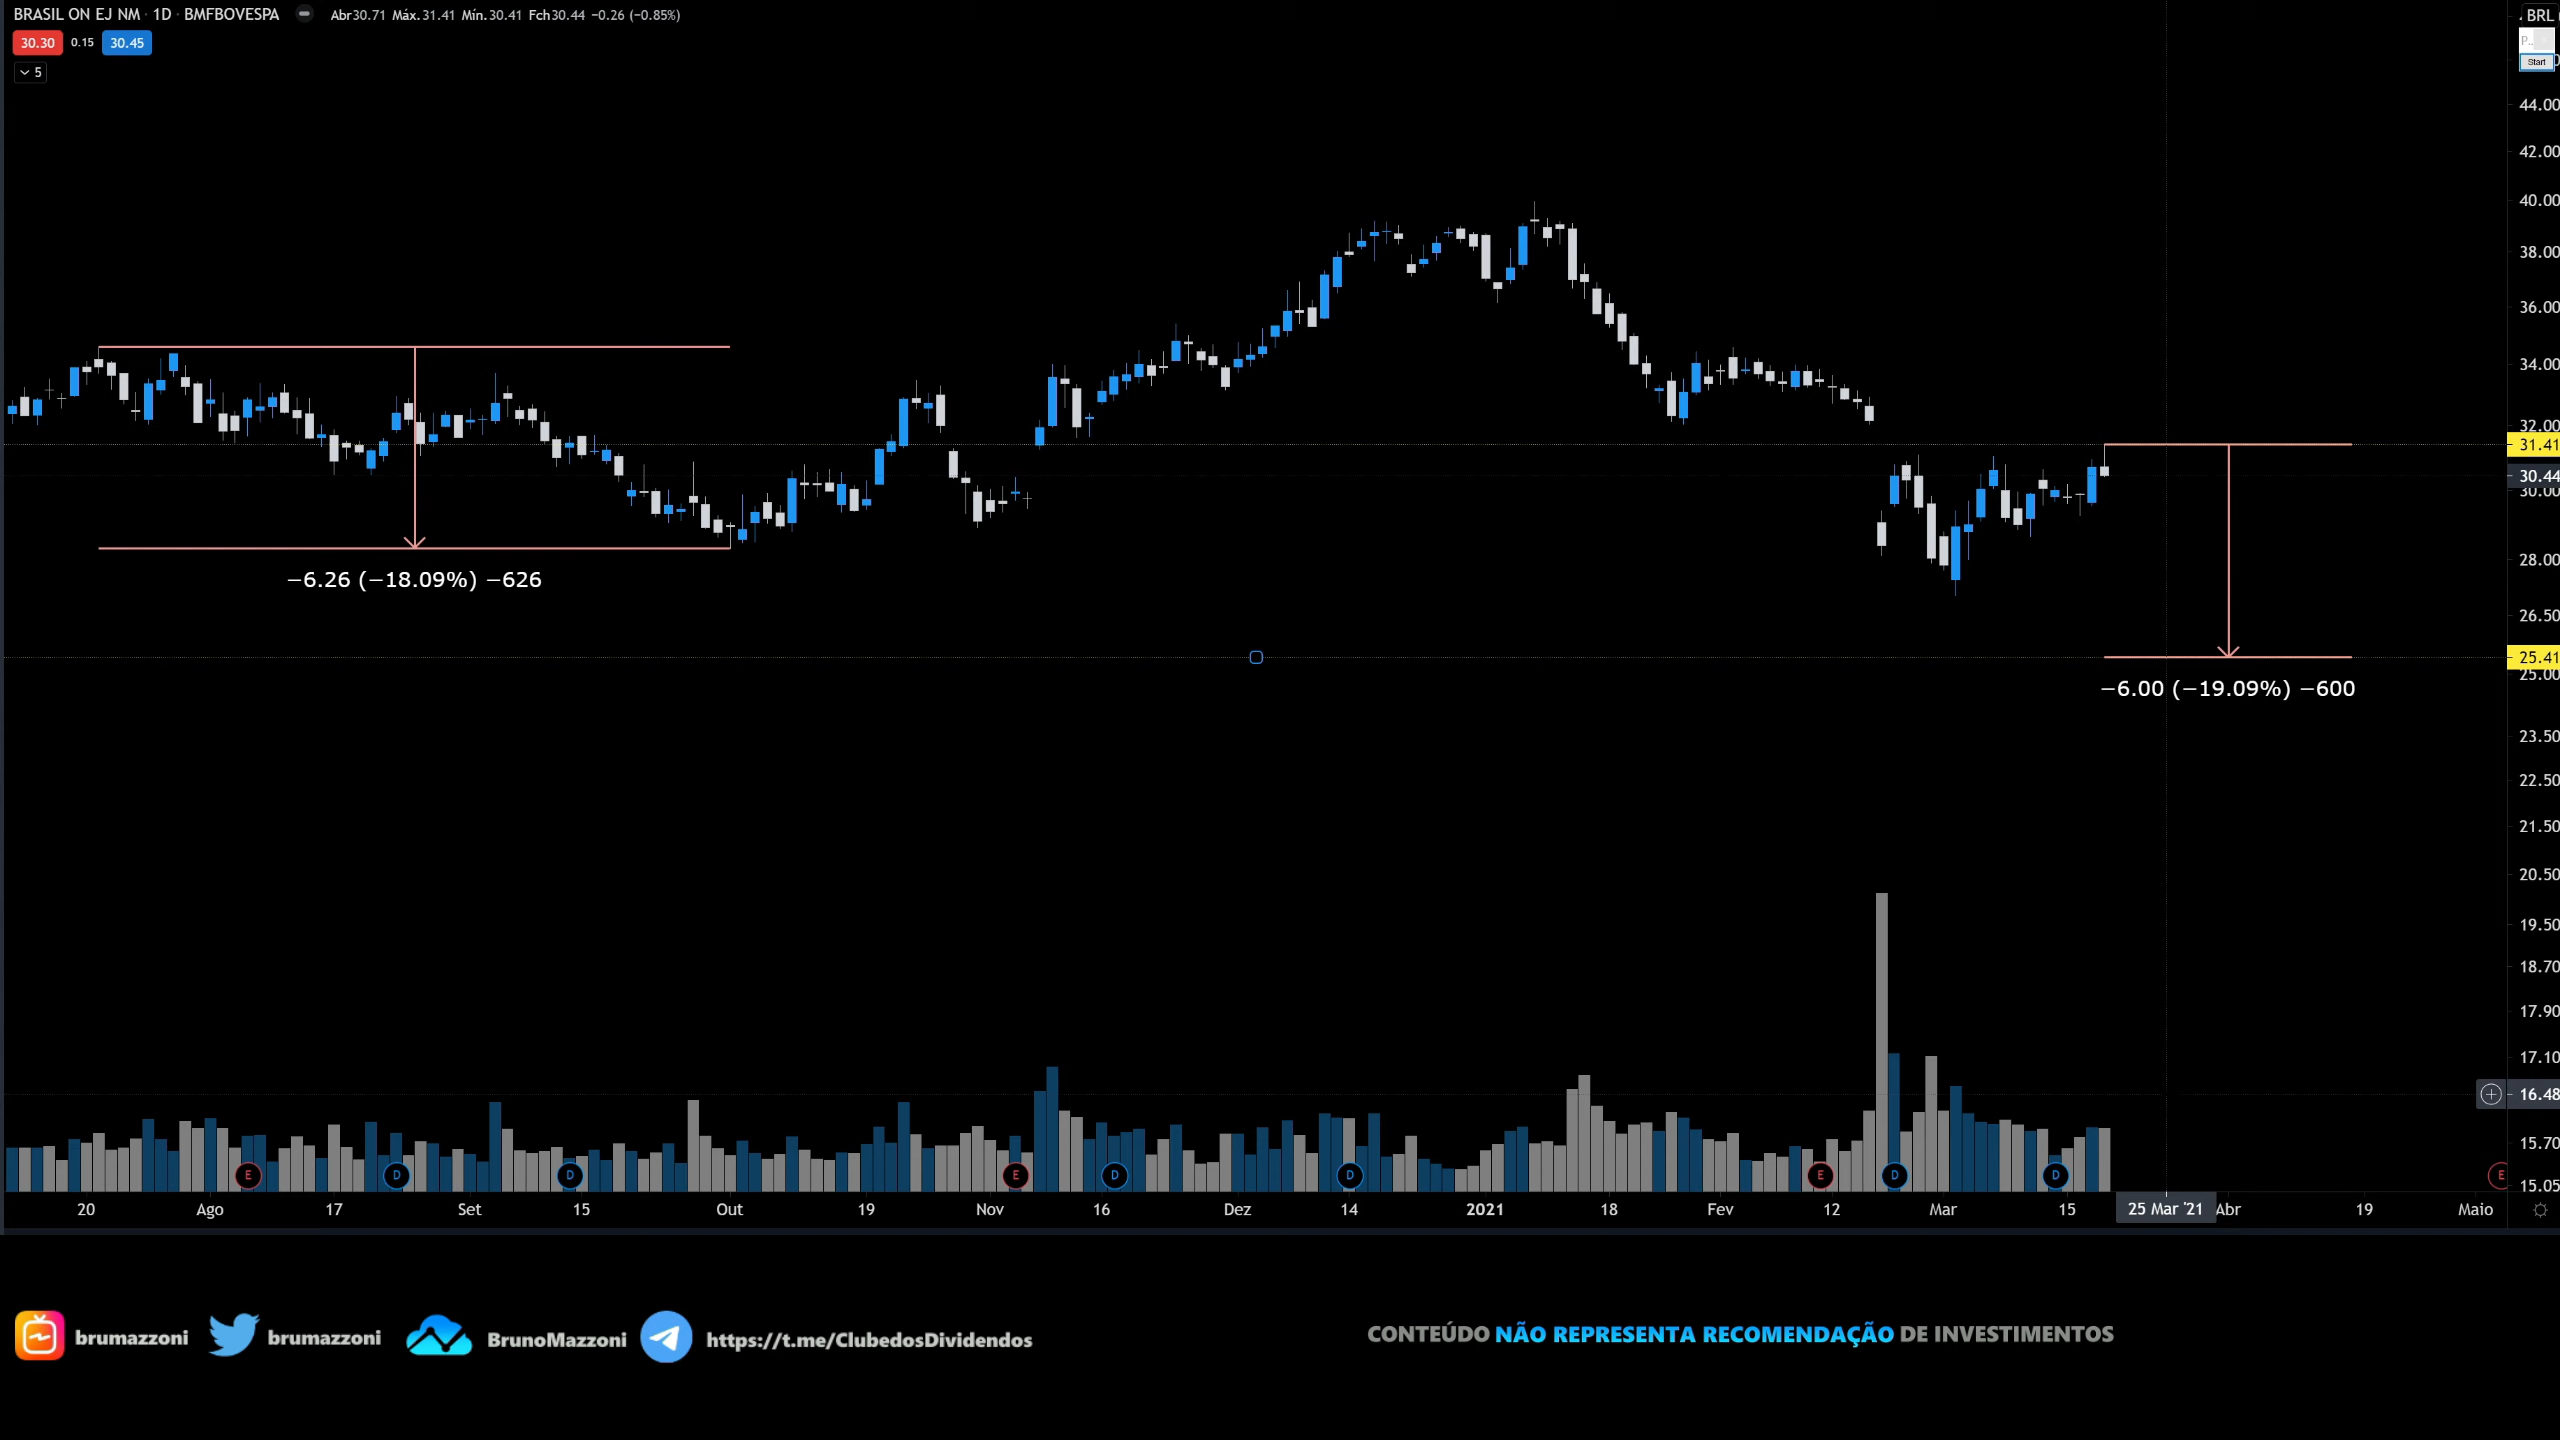 BRASIL ON EJ NM · 1D · BMFBOVESPA Abr30.71 Máx.31.41 Mín.30.41 Fch30.44 −0.26 (−0.85%)
30.30 0.15 30.45
5
BRL
P..
Start
44.00
42.00
40.00
38.00
36.00
34.00
32.00
31.41
30.44
30.00
28.00
26.50
25.41
25.00
23.50
22.50
21.50
20.50
19.50
18.70
17.90
17.10
16.48
15.70
15.05
−6.26 (−18.09%) −626
−6.00 (−19.09%) −600
E D D E D D E D D E
20 Ago 17 Set 15 Out 19 Nov 16 Dez 14 2021 18 Fev 12 Mar 15 25 Mar '21 Abr 19 Maio
brumazzoni brumazzoni BrunoMazzoni https://t.me/ClubedosDividendos
CONTEÚDO NÃO REPRESENTA RECOMENDAÇÃO DE INVESTIMENTOS